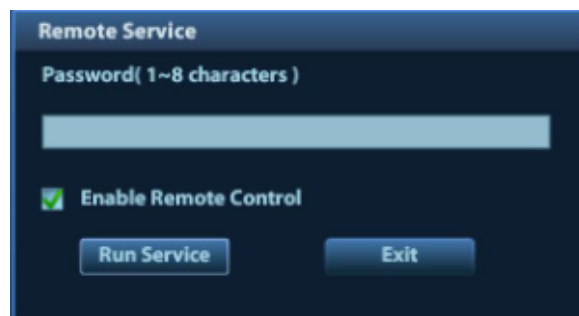 Remote Service
Password( 1~8 characters )
Enable Remote Control
Run Service Exit